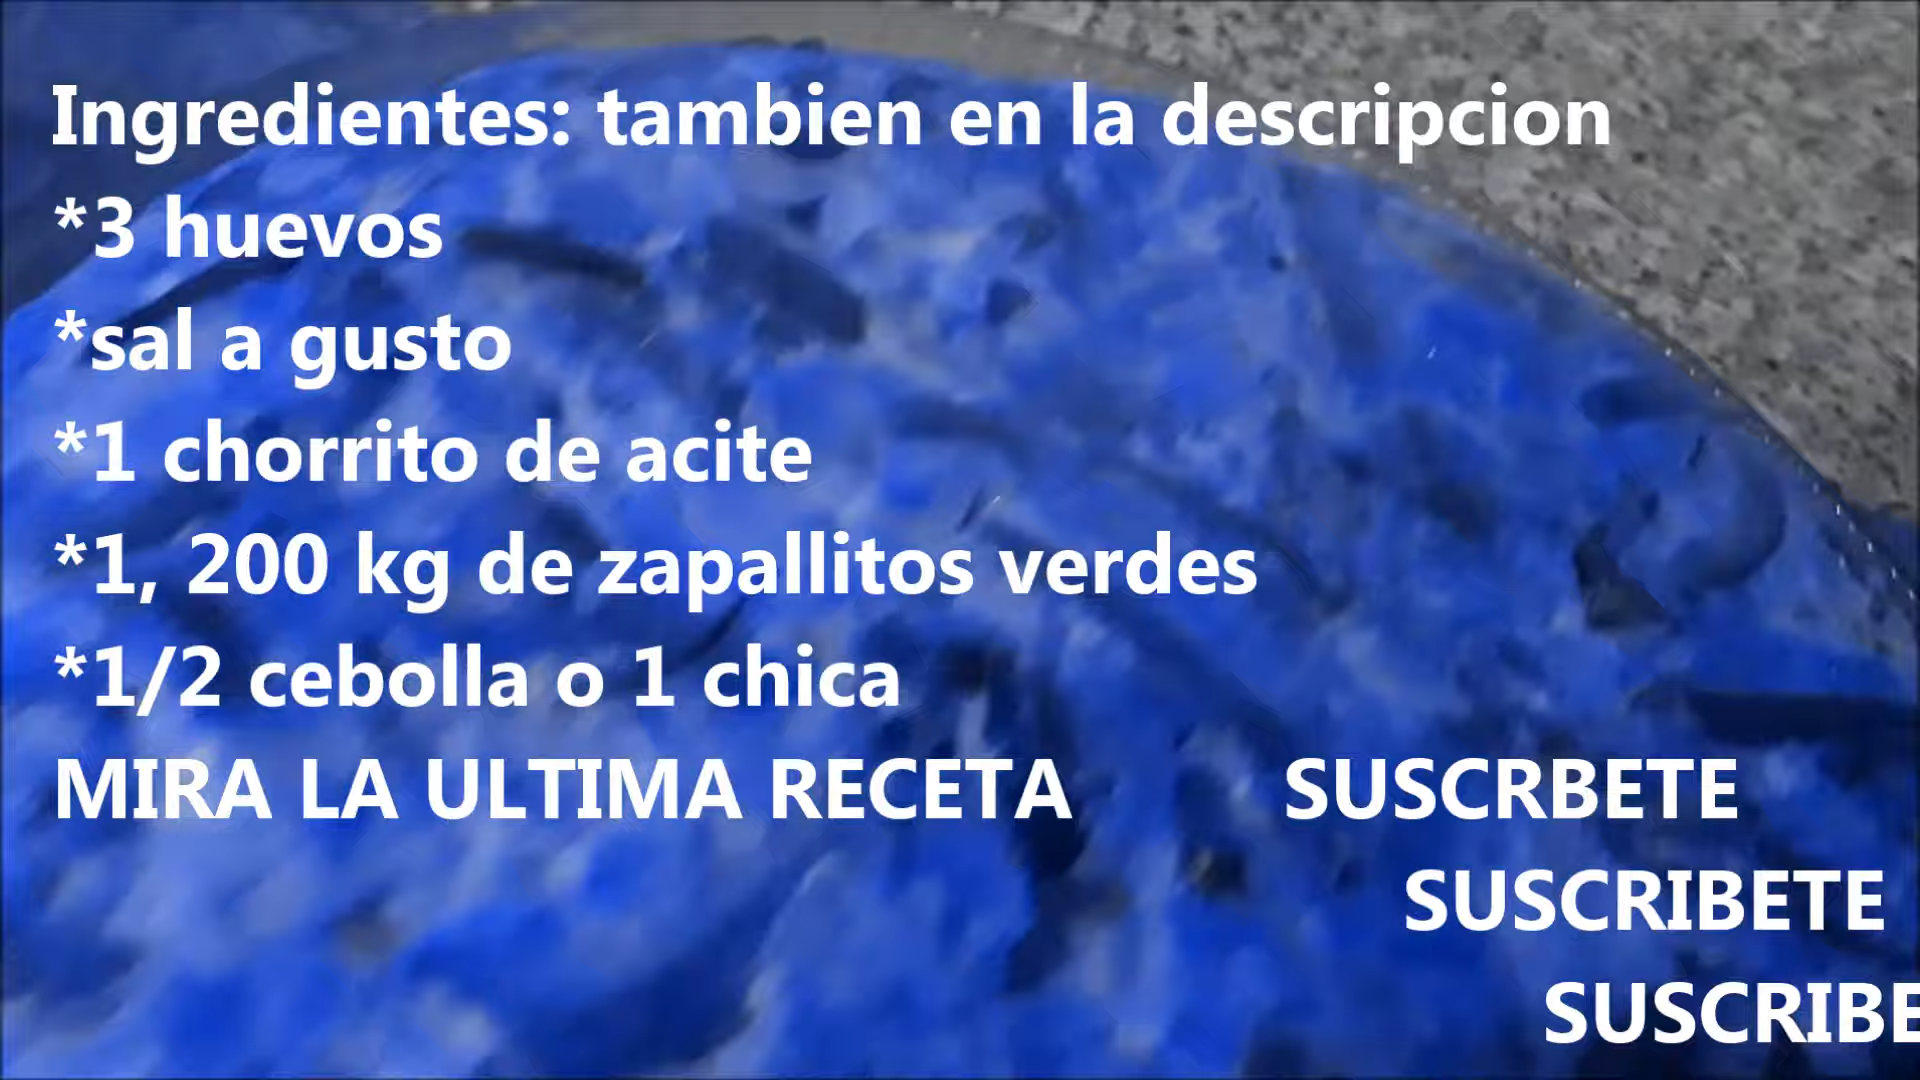 Ingredientes: tambien en la descripcion
*3 huevos
*sal a gusto
*1 chorrito de acite
*1, 200 kg de zapallitos verdes
*1/2 cebolla o 1 chica
MIRA LA ULTIMA RECETA SUSCRBETE
SUSCRIBETE
SUSCRIBE